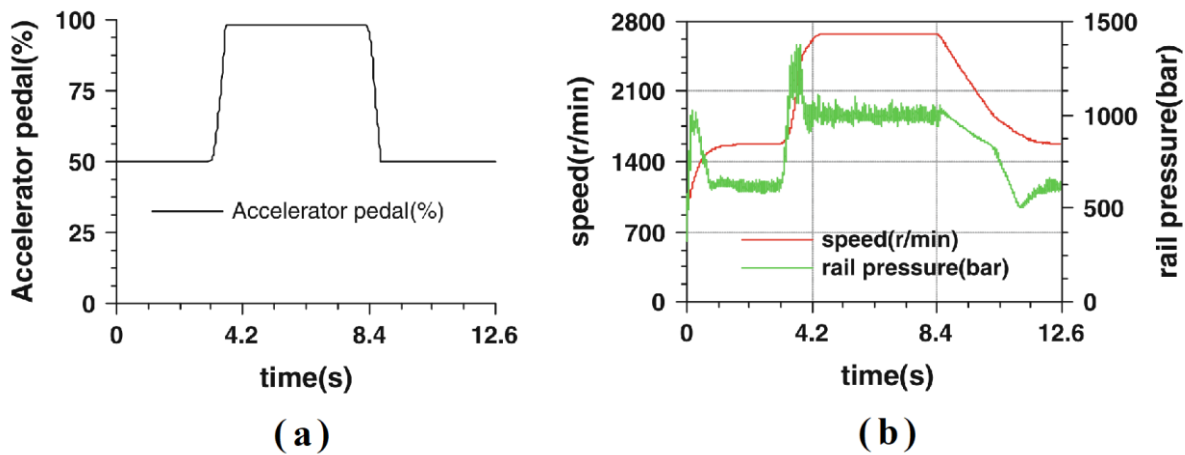 Accelerator pedal(%)
100
75
50
25
0
Accelerator pedal(%)
0
4.2
8.4
12.6
time(s)
(a)
speed(r/min)
2800
2100
1400
700
0
speed(r/min)
rail pressure(bar)
0
4.2
8.4
12.6
time(s)
1500
1000
500
0
rail pressure(bar)
(b)